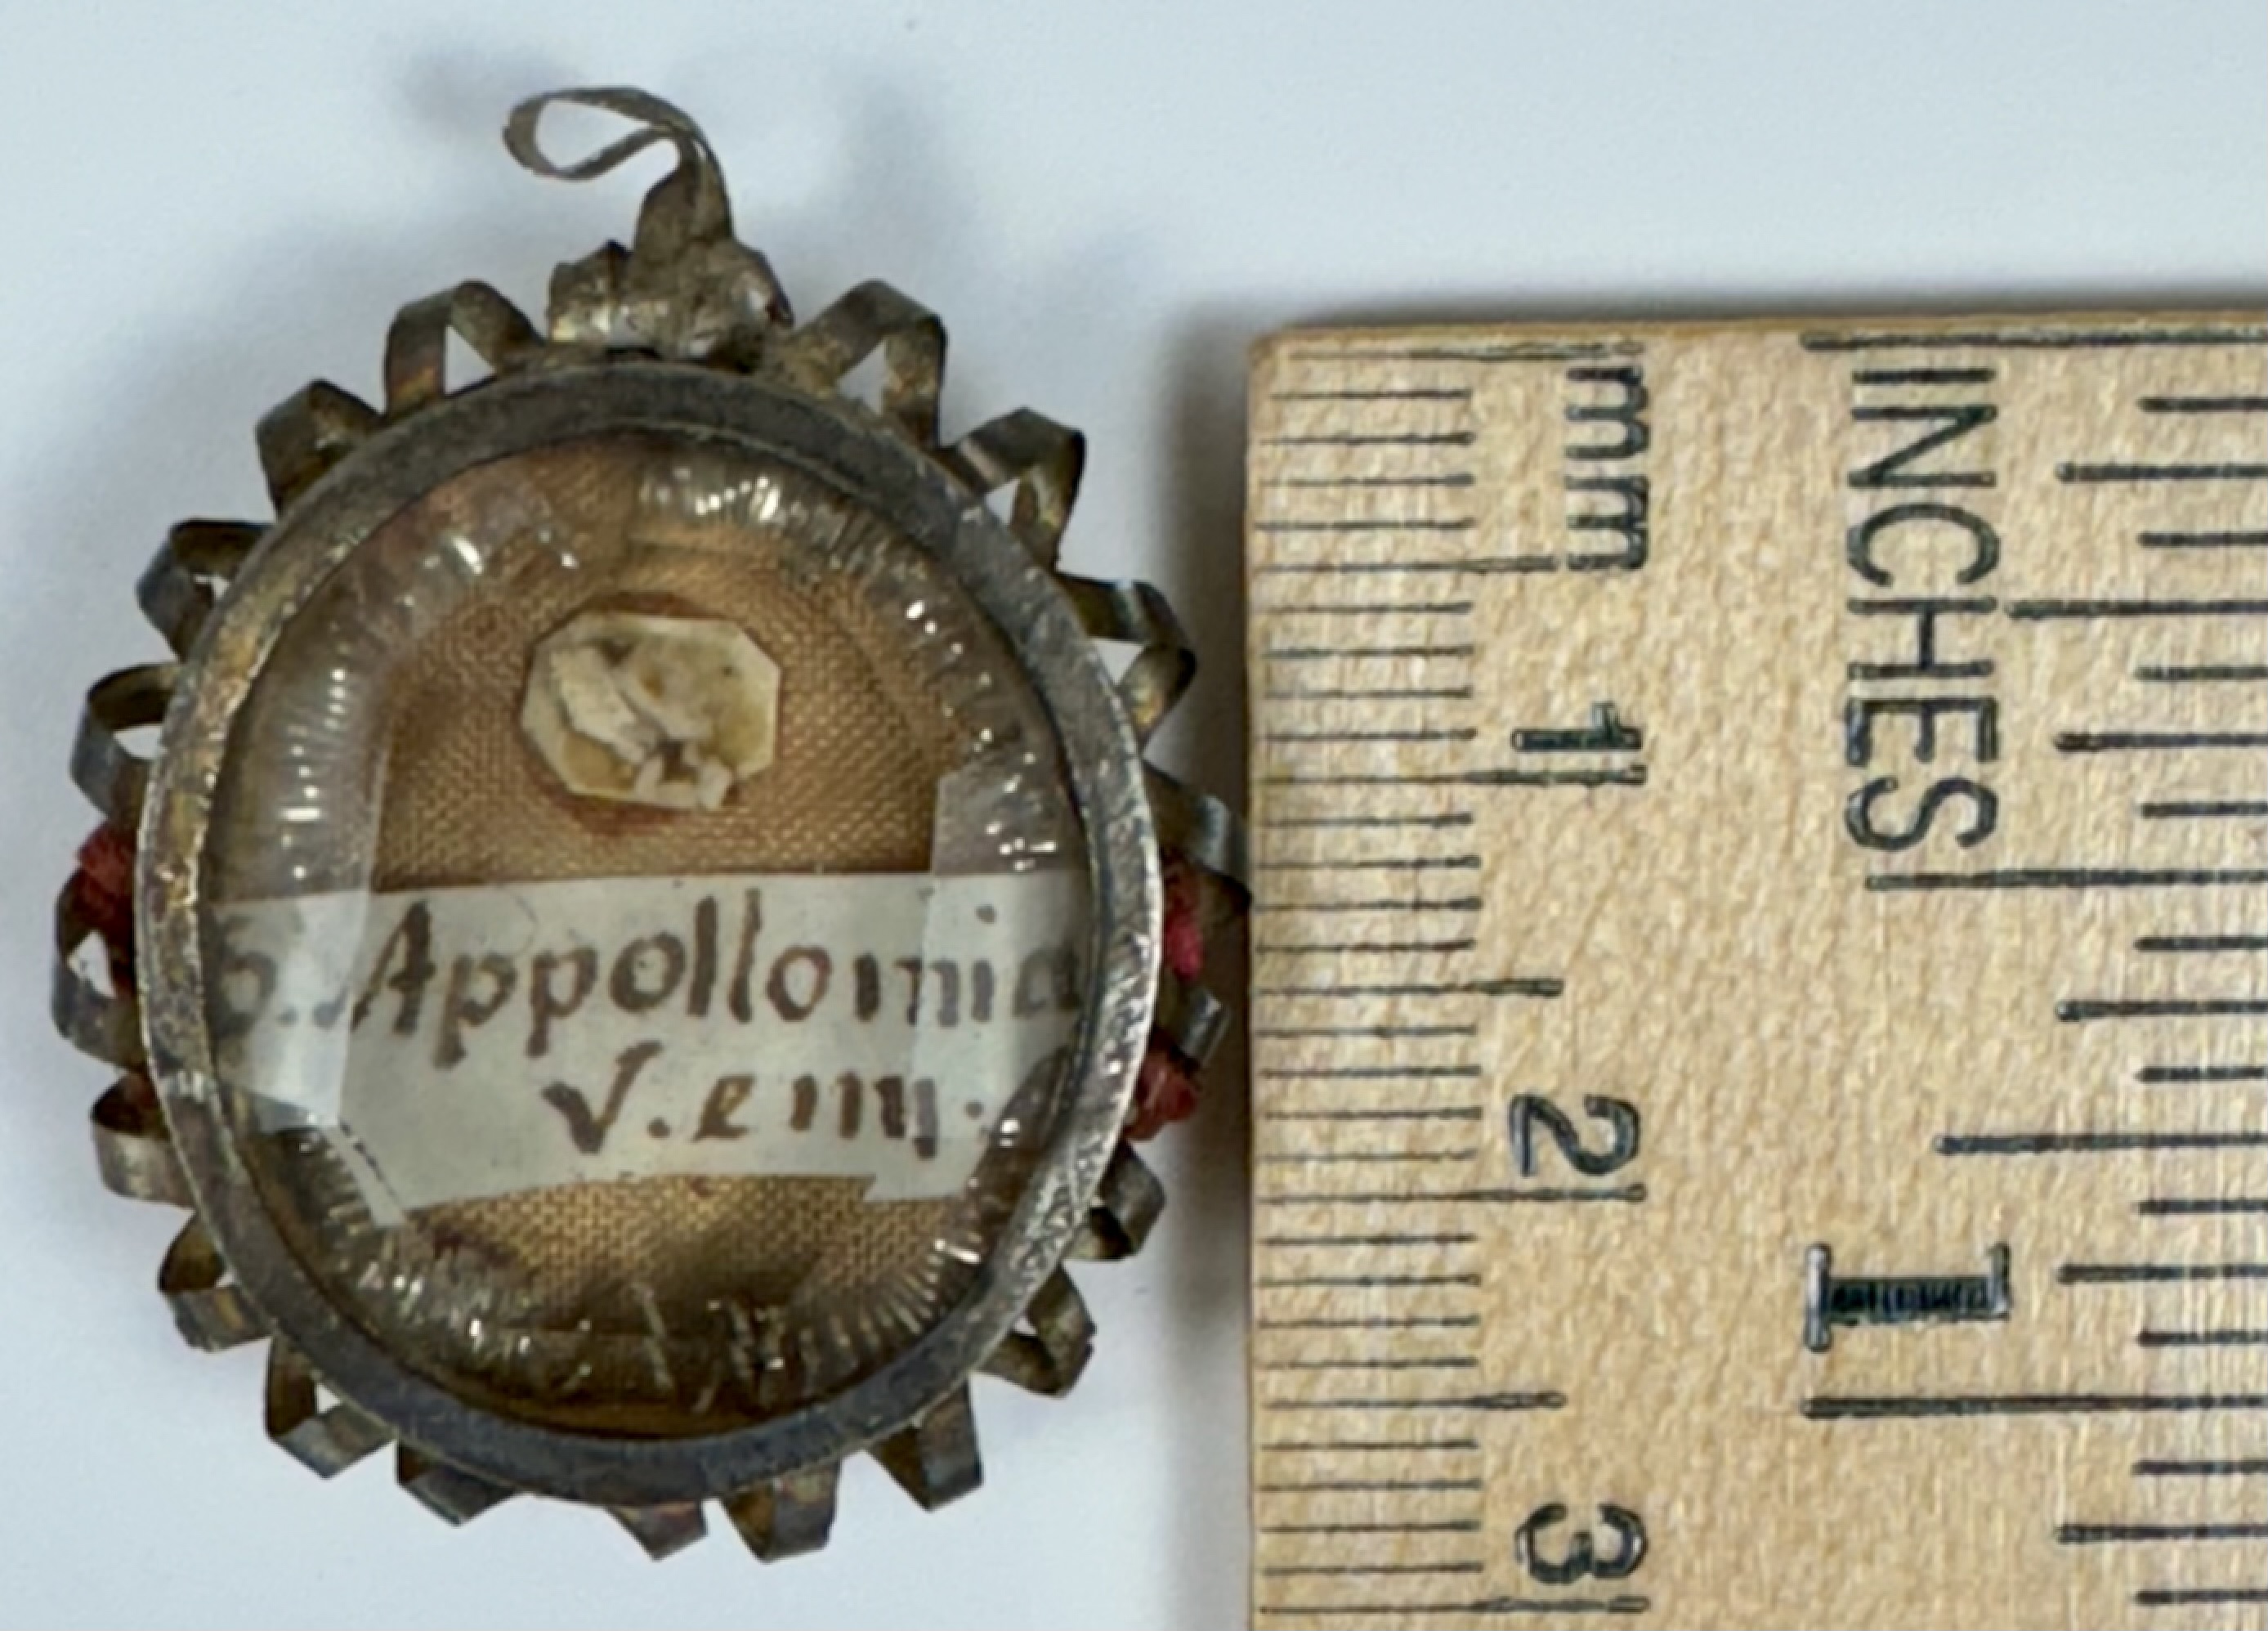 S. Appollonia
V. e m.
mm
INCHES
1
2
1
3